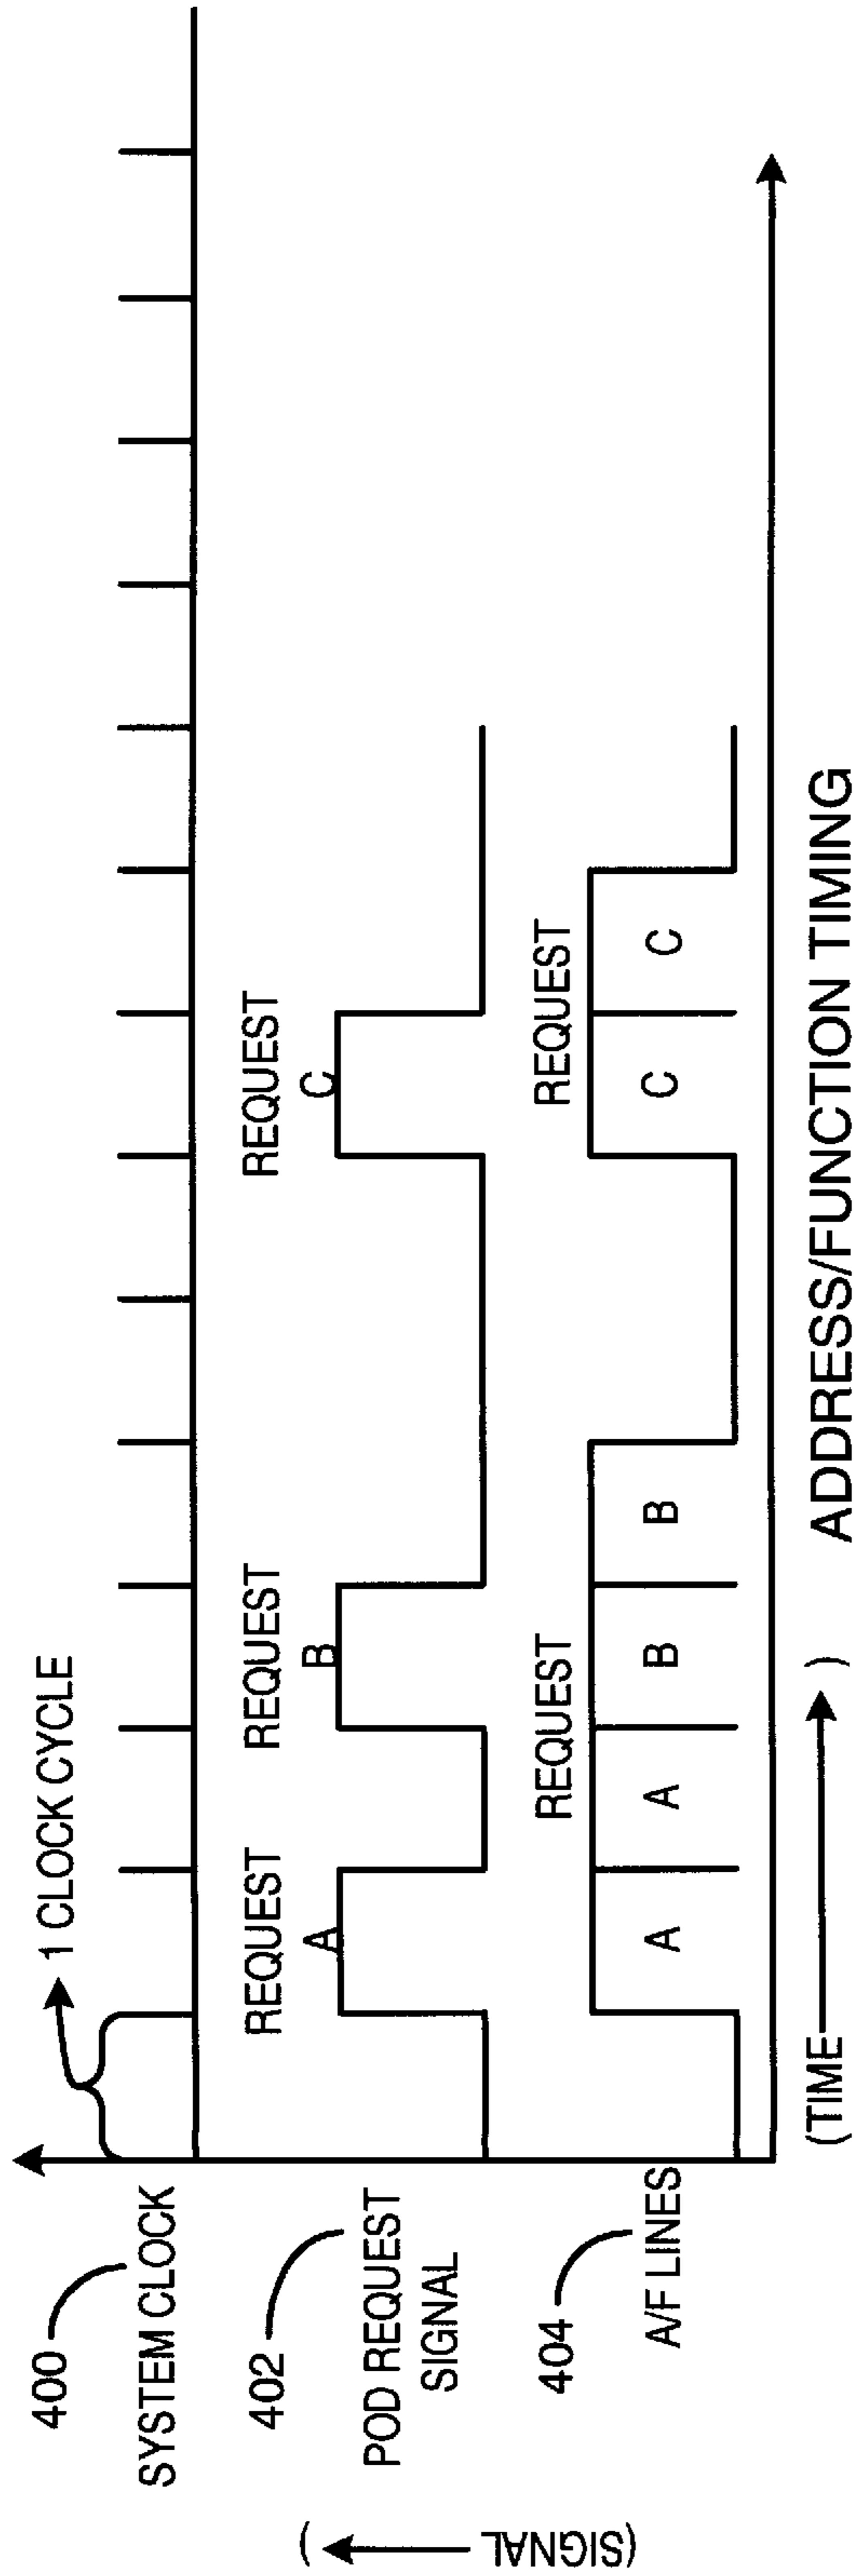 400
SYSTEM CLOCK
1 CLOCK CYCLE
402
POD REQUEST
SIGNAL
REQUEST
A
REQUEST
B
REQUEST
C
404
A/F LINES
REQUEST
A A B B
REQUEST
C C
(SIGNAL )
(TIME )
ADDRESS/FUNCTION TIMING